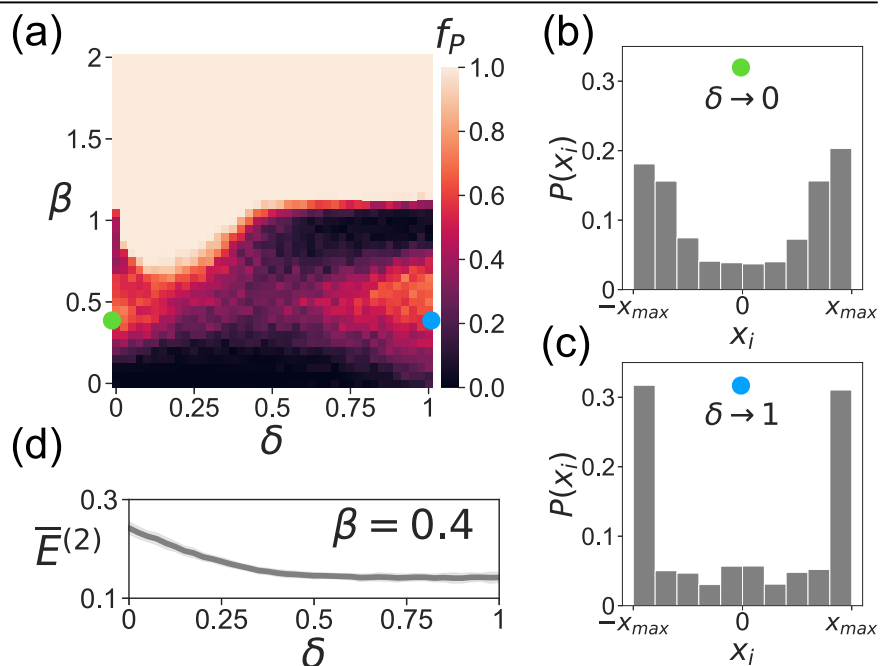 (a)
f_P
2
1.5
β
1
0.5
0
0
0.25
0.5
0.75
1
δ
1.0
0.8
0.6
0.4
0.2
0.0
(b)
δ → 0
P(x_i)
0.3
0.2
0.1
0
−x_max
0
x_max
x_i
(c)
δ → 1
P(x_i)
0.3
0.2
0.1
0
−x_max
0
x_max
x_i
(d)
E̅^(2)
0.3
0.1
β = 0.4
0
0.25
0.5
0.75
1
δ